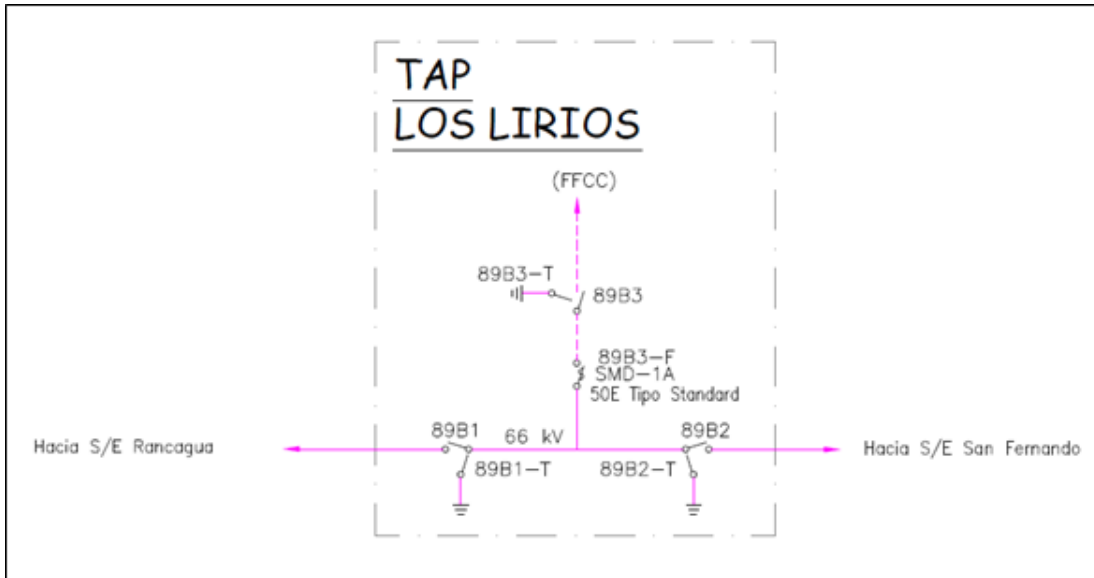 TAP
LOS LIRIOS
(FFCC)
89B3-T
89B3
89B3-F
SMD-1A
50E Tipo Standard
89B1
66 kV
89B2
Hacia S/E Rancagua
Hacia S/E San Fernando
89B1-T
89B2-T